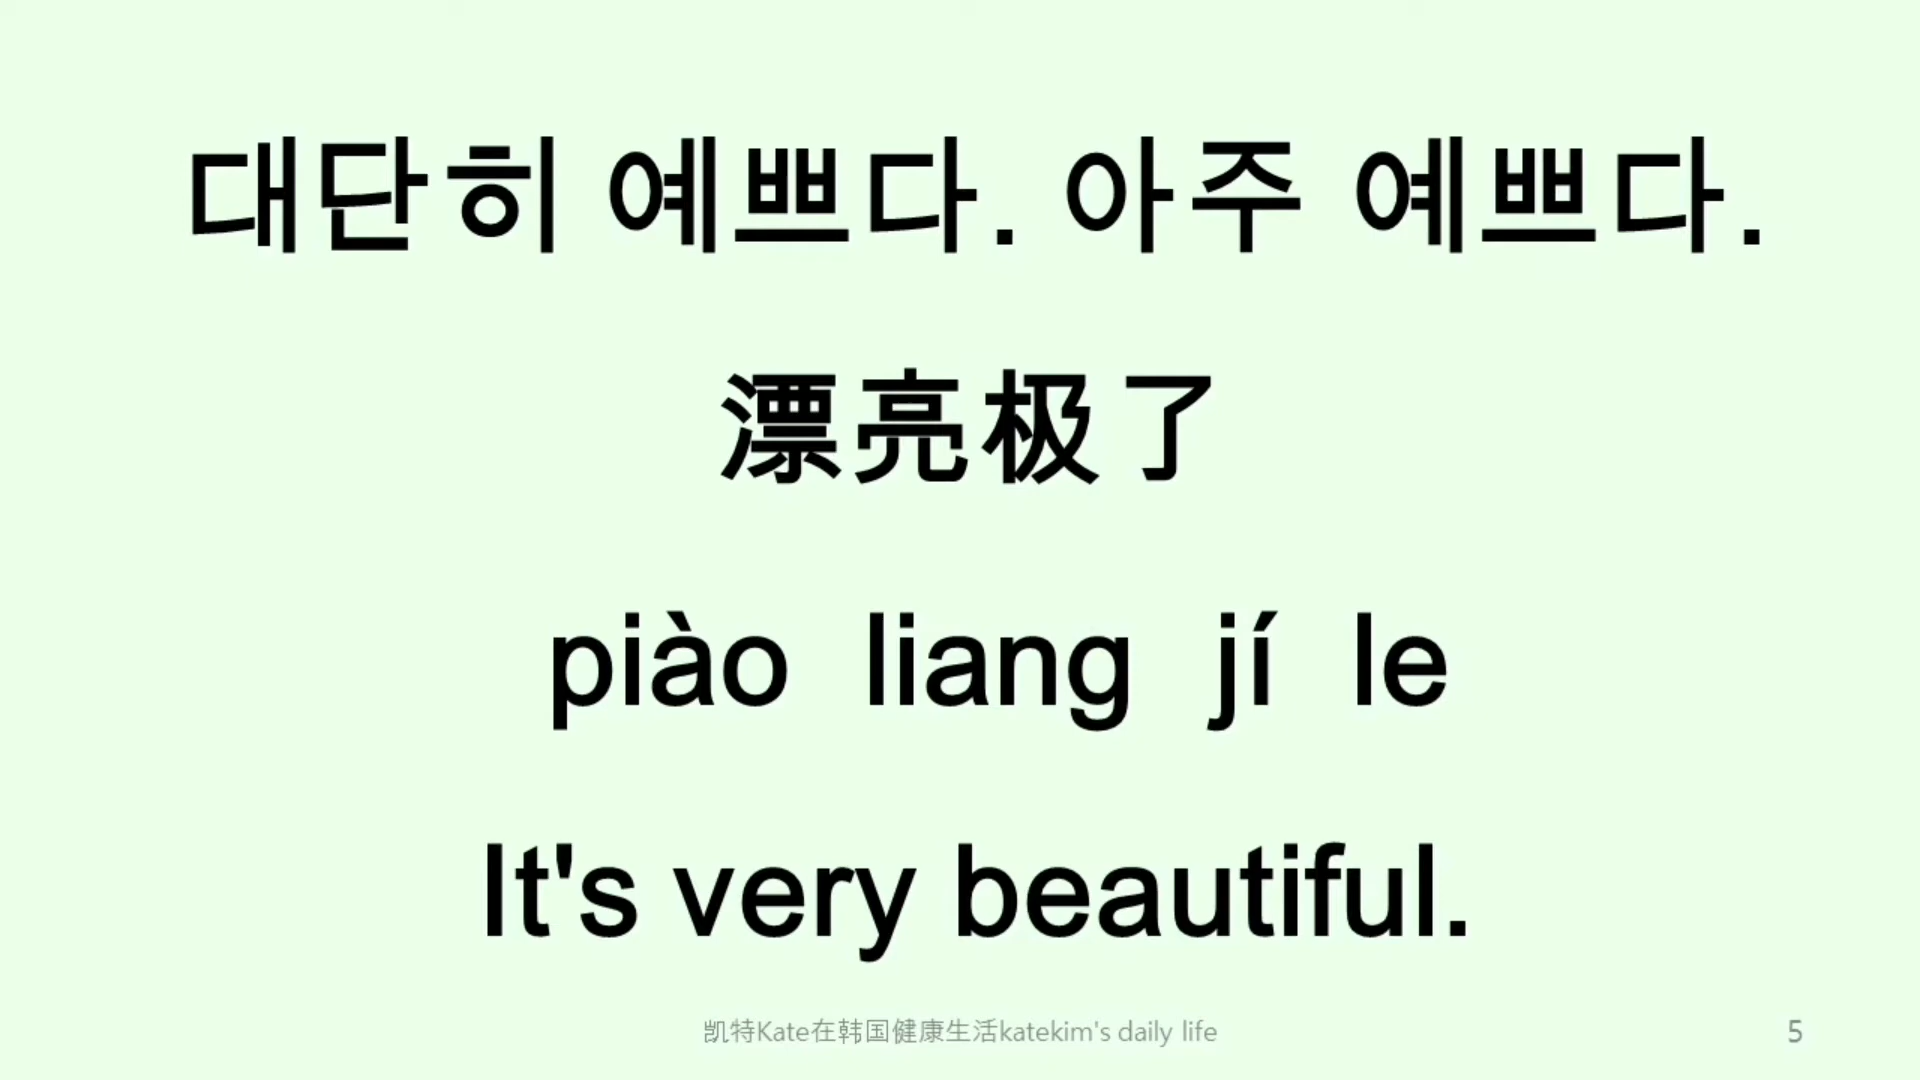 대단히 예쁘다. 아주 예쁘다.
漂亮极了
piào liang jí le
It's very beautiful.
凯特Kate在韩国健康生活katekim's daily life
5